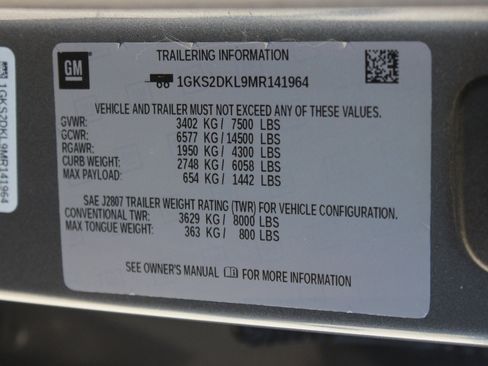 GM
TRAILERING INFORMATION
1GKS2DKL9MR141964
VEHICLE AND TRAILER MUST NOT EXCEED ANY OF THESE VALUES.
GVWR: 3402 KG / 7500 LBS
GCWR: 6577 KG / 14500 LBS
RGAWR: 1950 KG / 4300 LBS
CURB WEIGHT: 2748 KG / 6058 LBS
MAX PAYLOAD: 654 KG / 1442 LBS
SAE J2807 TRAILER WEIGHT RATING (TWR) FOR VEHICLE CONFIGURATION.
CONVENTIONAL TWR: 3629 KG / 8000 LBS
MAX TONGUE WEIGHT: 363 KG / 800 LBS
SEE OWNER'S MANUAL FOR MORE INFORMATION
1GKS2DKL9MR141964